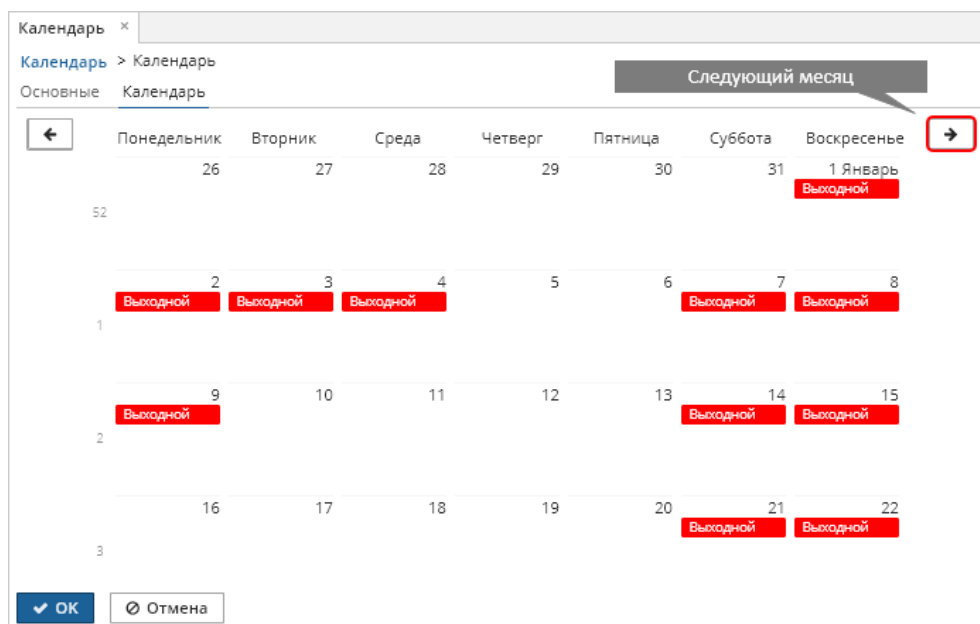 Календарь ×
Календарь > Календарь
Следующий месяц
Основные Календарь
Понедельник Вторник Среда Четверг Пятница Суббота Воскресенье
26 27 28 29 30 31 1 Январь
Выходной
52
2 3 4 5 6 7 8
Выходной Выходной Выходной Выходной Выходной
1
9 10 11 12 13 14 15
Выходной Выходной Выходной
2
16 17 18 19 20 21 22
Выходной Выходной
3
ОК Отмена